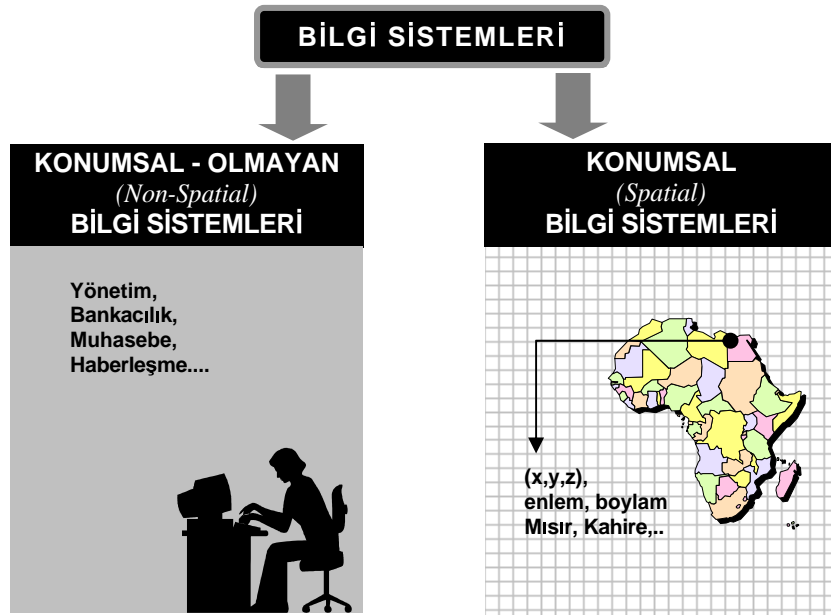 BİLGİ SİSTEMLERİ
KONUMSAL - OLMAYAN
(Non-Spatial)
BİLGİ SİSTEMLERİ
Yönetim,
Bankacılık,
Muhasebe,
Haberleşme....
KONUMSAL
(Spatial)
BİLGİ SİSTEMLERİ
(x,y,z),
enlem, boylam
Mısır, Kahire,..